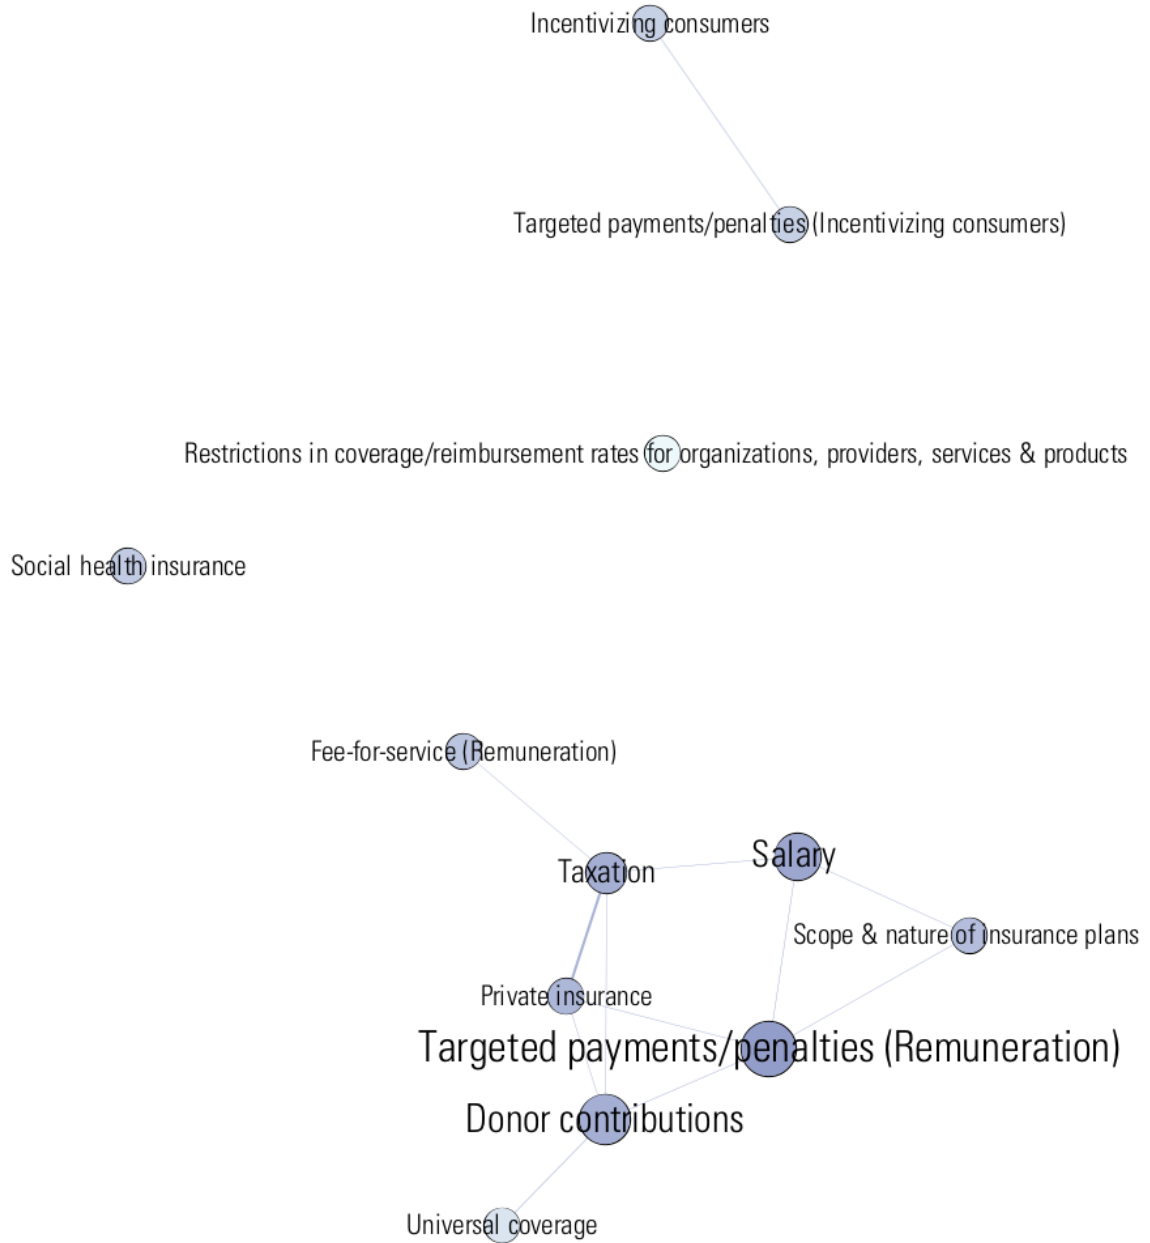 Incentivizing consumers
Targeted payments/penalties (Incentivizing consumers)
Restrictions in coverage/reimbursement rates for organizations, providers, services & products
Social health insurance
Fee-for-service (Remuneration)
Salary
Taxation
Scope & nature of insurance plans
Private insurance
Targeted payments/penalties (Remuneration)
Donor contributions
Universal coverage